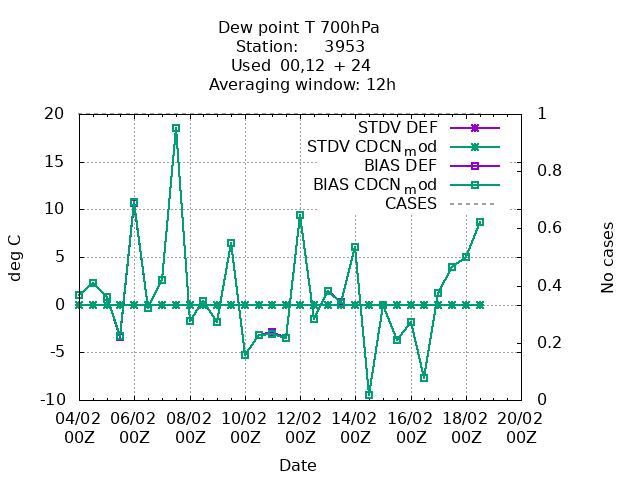 Dew point T 700hPa
Station: 3953
Used 00,12 + 24
Averaging window: 12h
STDV DEF
STDV CDCNmod
BIAS DEF
BIAS CDCNmod
CASES
20
15
10
5
0
-5
-10
1
0.8
0.6
0.4
0.2
0
deg C
No cases
04/02 06/02 08/02 10/02 12/02 14/02 16/02 18/02 20/02
00Z 00Z 00Z 00Z 00Z 00Z 00Z 00Z 00Z
Date